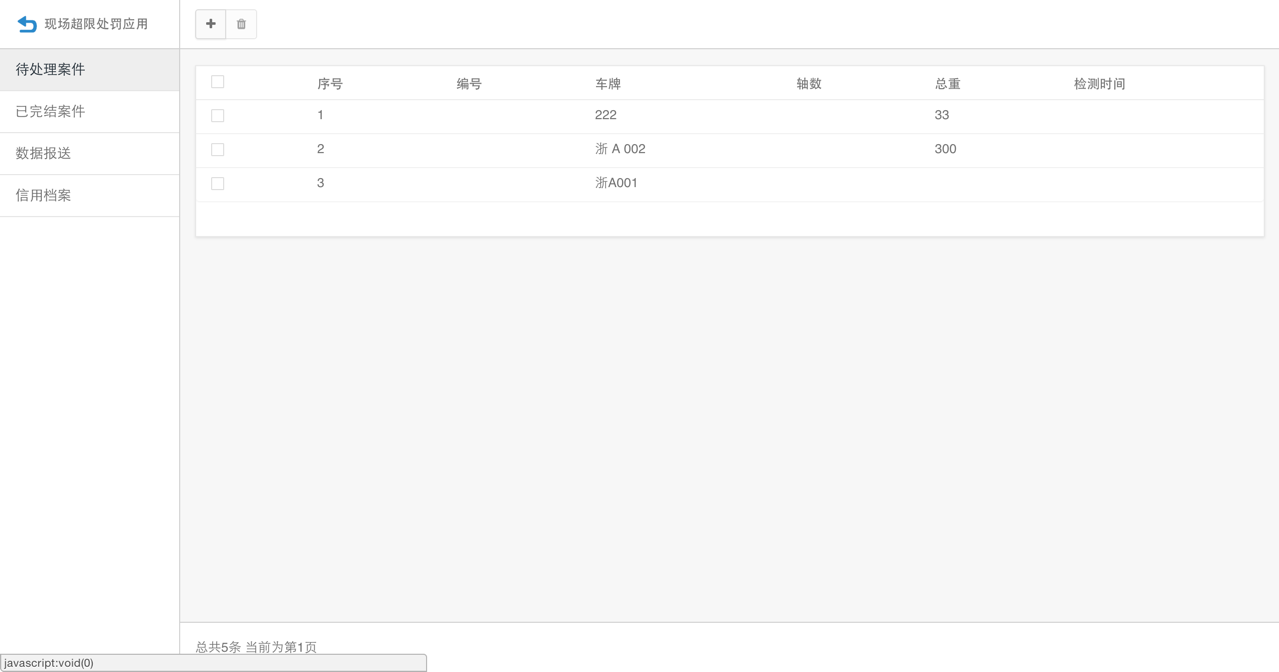 现场超限处罚应用
待处理案件
已完结案件
数据报送
信用档案
序号 编号 车牌 轴数 总重 检测时间
1 222 33
2 浙 A 002 300
3 浙A001
总共5条 当前为第1页
javascript:void(0)